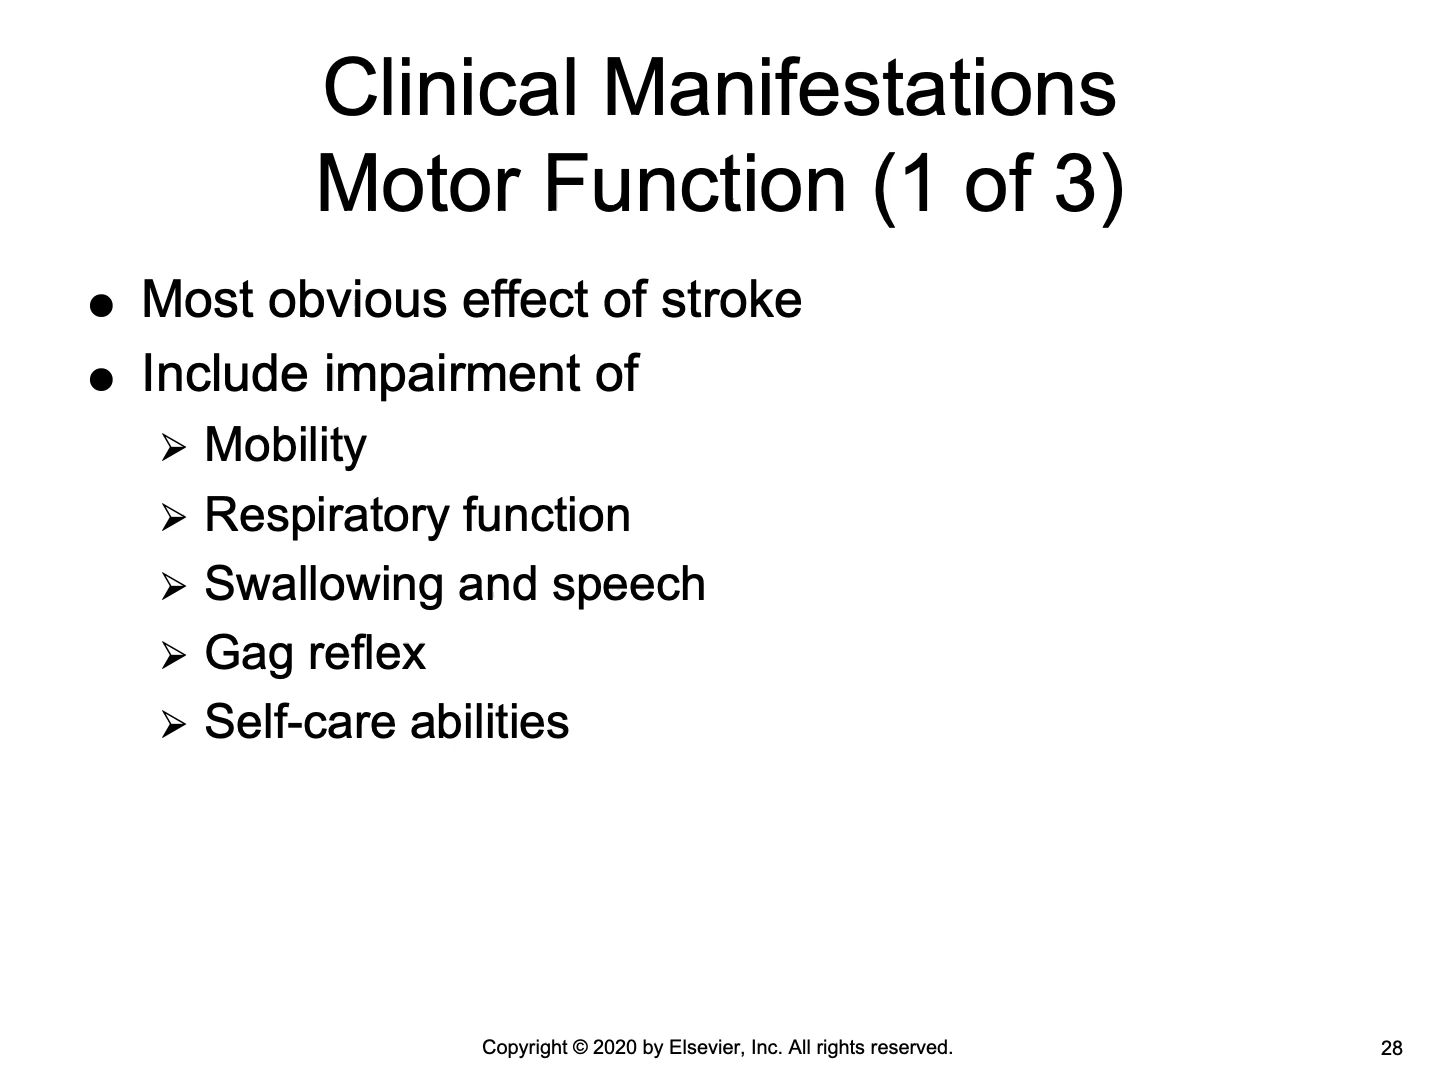 Clinical Manifestations
Motor Function (1 of 3)
● Most obvious effect of stroke
● Include impairment of
➢ Mobility
➢ Respiratory function
➢ Swallowing and speech
➢ Gag reflex
➢ Self-care abilities
Copyright © 2020 by Elsevier, Inc. All rights reserved.
28